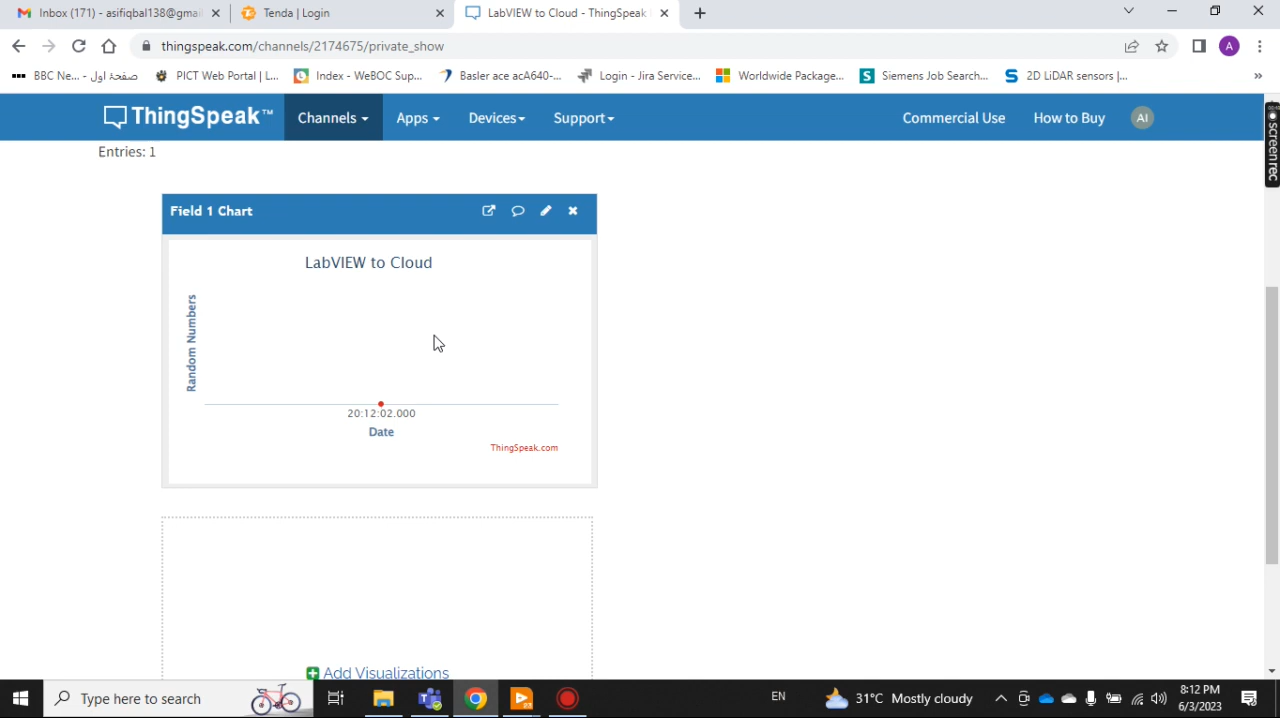 Inbox (171) - asifiqbal138@gmai
Tenda | Login
LabVIEW to Cloud - ThingSpeak
thingspeak.com/channels/2174675/private_show
BBC Ne... - صفحۂ اول
PICT Web Portal | L...
Index - WeBOC Sup...
Basler ace acA640-...
Login - Jira Service...
Worldwide Package...
Siemens Job Search...
2D LiDAR sensors |...
ThingSpeak™
Channels
Apps
Devices
Support
Commercial Use
How to Buy
AI
A
screen rec
Entries: 1
Field 1 Chart
LabVIEW to Cloud
Random Numbers
20:12:02.000
Date
ThingSpeak.com
Add Visualizations
Type here to search
EN
31°C Mostly cloudy
8:12 PM
6/3/2023